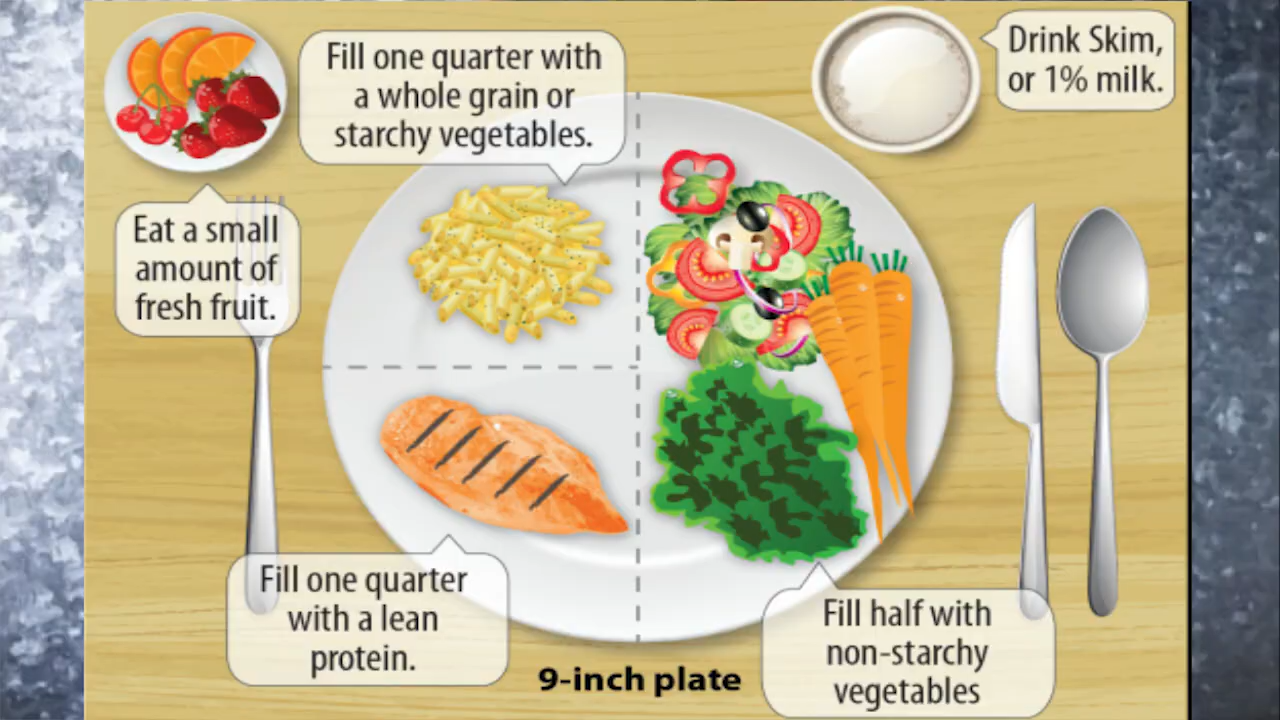 Fill one quarter with
a whole grain or
starchy vegetables.
Drink Skim,
or 1% milk.
Eat a small
amount of
fresh fruit.
Fill one quarter
with a lean
protein.
Fill half with
non-starchy
vegetables
9-inch plate